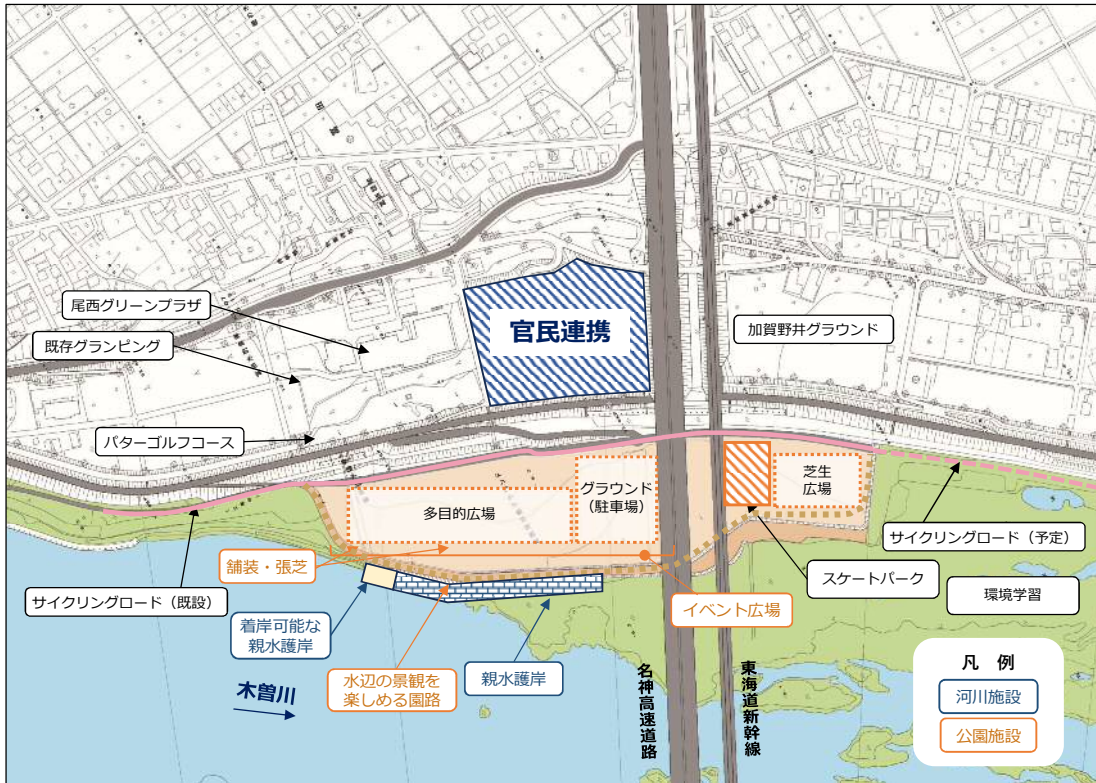 官民連携
尾西グリーンプラザ
既存グランピング
パターゴルフコース
加賀野井グラウンド
多目的広場
グラウンド
(駐車場)
芝生
広場
サイクリングロード(予定)
舗装・張芝
スケートパーク
環境学習
サイクリングロード(既設)
イベント広場
着岸可能な
親水護岸
水辺の景観を
楽しめる園路
親水護岸
木曽川
名神高速道路
東海道新幹線
凡 例
河川施設
公園施設